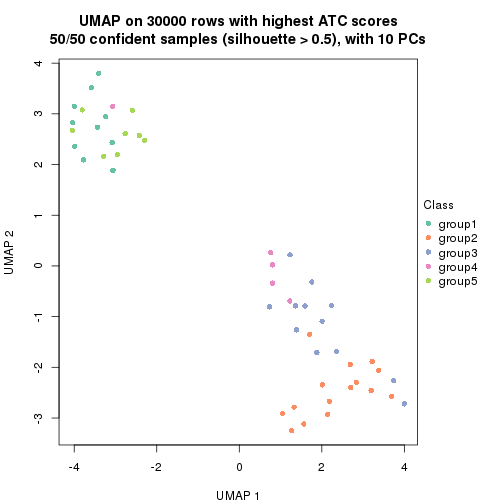 UMAP on 30000 rows with highest ATC scores
50/50 confident samples (silhouette > 0.5), with 10 PCs
4
3
2
1
0
-1
-2
-3
UMAP 2
-4
-2
0
2
4
UMAP 1
Class
group1
group2
group3
group4
group5